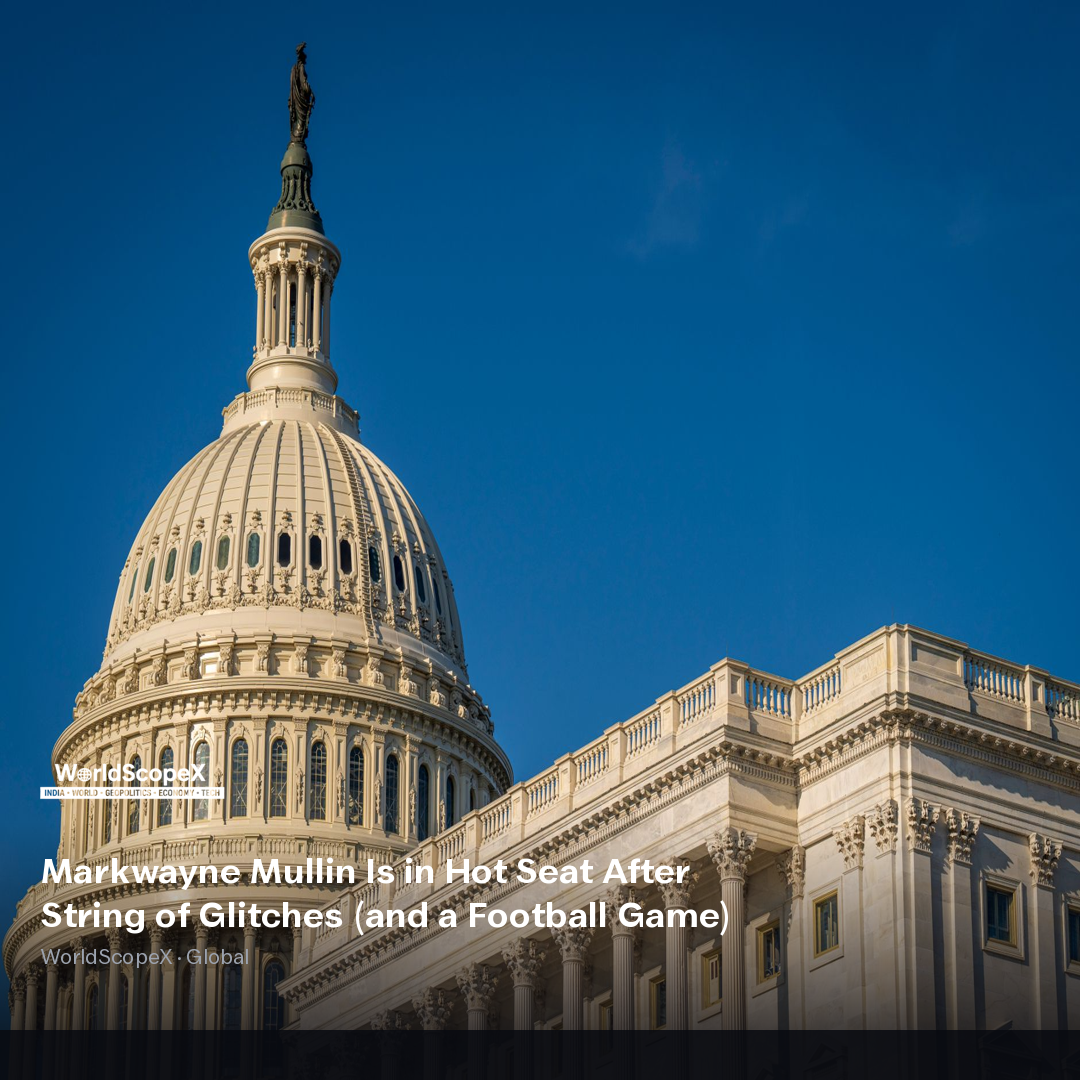 WorldScopeX
INDIA • WORLD • GEOPOLITICS • ECONOMY • TECH
Markwayne Mullin Is in Hot Seat After
String of Glitches (and a Football Game)
WorldScopeX · Global